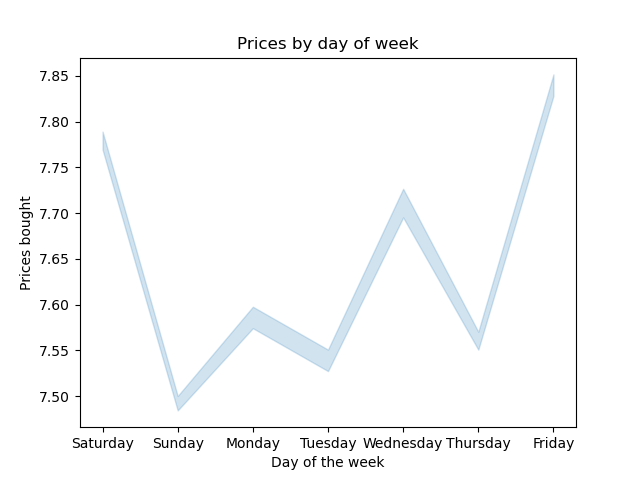 Prices by day of week
Prices bought
7.85
7.80
7.75
7.70
7.65
7.60
7.55
7.50
Saturday Sunday Monday Tuesday Wednesday Thursday Friday
Day of the week